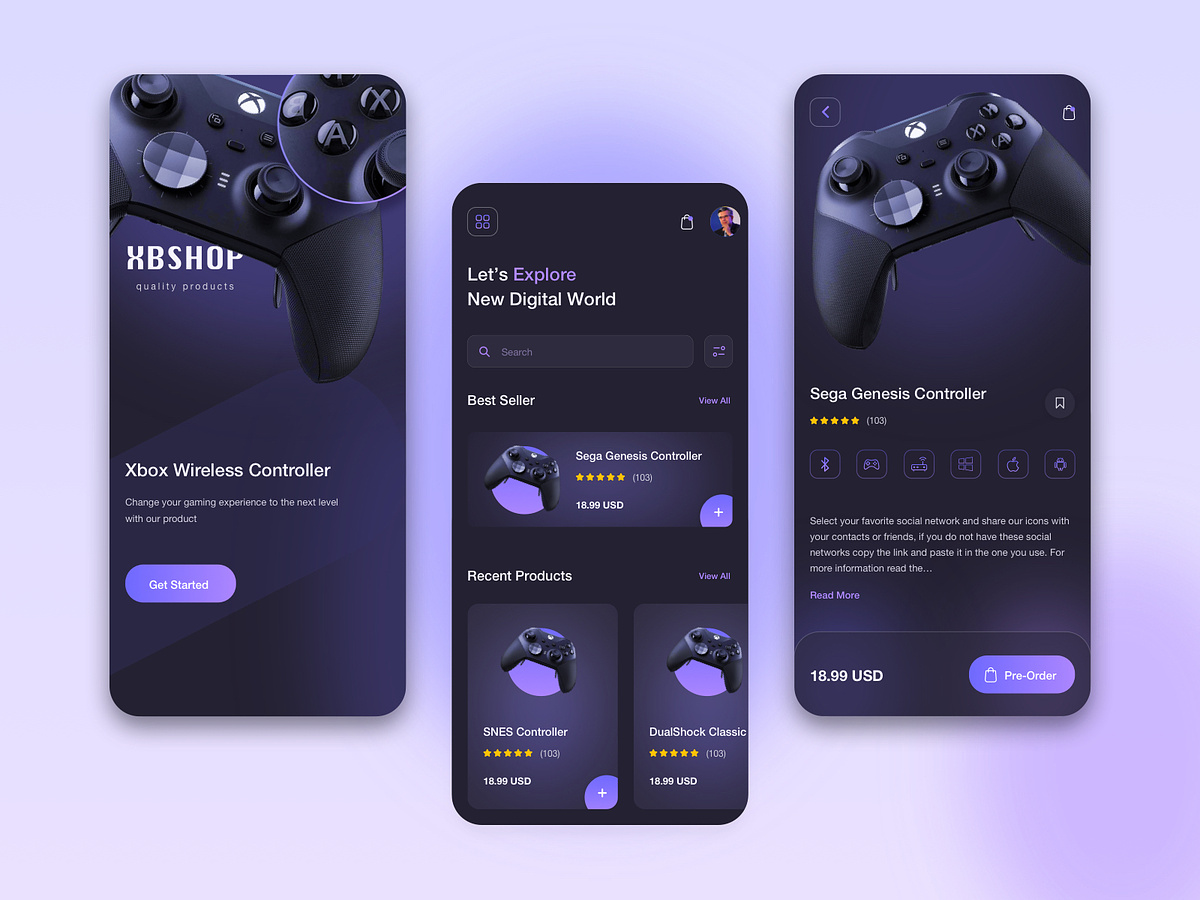 X
A
XBSHOP
quality products
Xbox Wireless Controller
Change your gaming experience to the next level
with our product
Get Started
Let's Explore
New Digital World
Search
Best Seller
View All
Sega Genesis Controller
(103)
18.99 USD
+
Recent Products
View All
SNES Controller
(103)
18.99 USD
+
DualShock Classic
(103)
18.99 USD
X
A
Sega Genesis Controller
(103)
Select your favorite social network and share our icons with
your contacts or friends, if you do not have these social
networks copy the link and paste it in the one you use. For
more information read the...
Read More
18.99 USD
Pre-Order